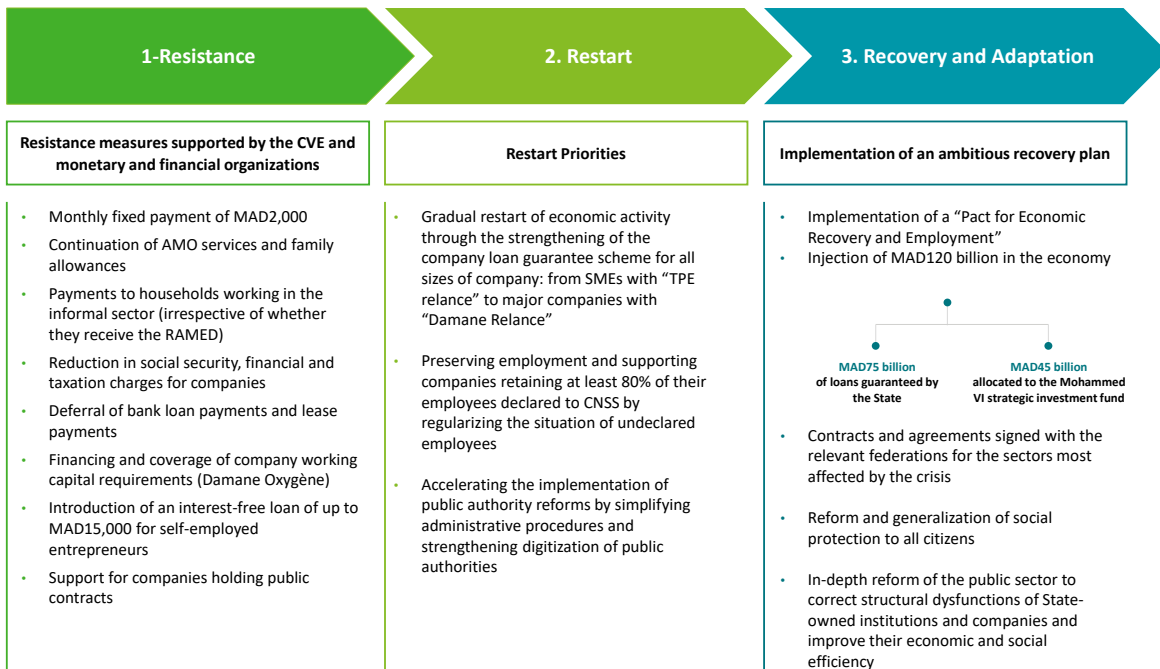 1-Resistance
2. Restart
3. Recovery and Adaptation
Resistance measures supported by the CVE and
monetary and financial organizations
Restart Priorities
Implementation of an ambitious recovery plan
• Monthly fixed payment of MAD2,000
• Continuation of AMO services and family
allowances
• Payments to households working in the
informal sector (irrespective of whether
they receive the RAMED)
• Reduction in social security, financial and
taxation charges for companies
• Deferral of bank loan payments and lease
payments
• Financing and coverage of company working
capital requirements (Damane Oxygène)
• Introduction of an interest-free loan of up to
MAD15,000 for self-employed
entrepreneurs
• Support for companies holding public
contracts
• Gradual restart of economic activity
through the strengthening of the
company loan guarantee scheme for all
sizes of company: from SMEs with “TPE
relance” to major companies with
“Damane Relance”
• Preserving employment and supporting
companies retaining at least 80% of their
employees declared to CNSS by
regularizing the situation of undeclared
employees
• Accelerating the implementation of
public authority reforms by simplifying
administrative procedures and
strengthening digitization of public
authorities
• Implementation of a “Pact for Economic
Recovery and Employment”
• Injection of MAD120 billion in the economy
MAD75 billion
of loans guaranteed by
the State
MAD45 billion
allocated to the Mohammed
VI strategic investment fund
• Contracts and agreements signed with the
relevant federations for the sectors most
affected by the crisis
• Reform and generalization of social
protection to all citizens
• In-depth reform of the public sector to
correct structural dysfunctions of State-
owned institutions and companies and
improve their economic and social
efficiency